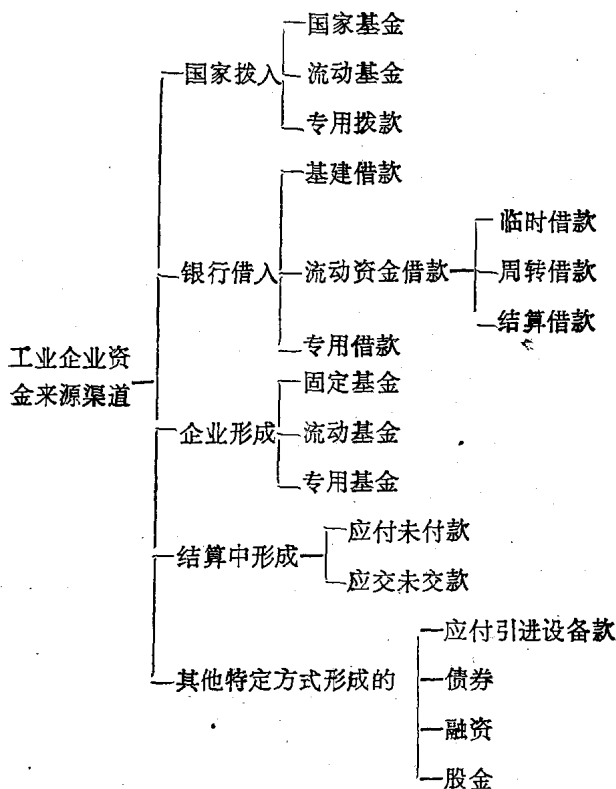 国家基金
国家拨入
流动基金
专用拨款
基建借款
临时借款
银行借入
流动资金借款
周转借款
结算借款
专用借款
工业企业资
金来源渠道
固定基金
企业形成
流动基金
专用基金
应付未付款
结算中形成
应交未交款
应付引进设备款
其他特定方式形成的
债券
融资
股金